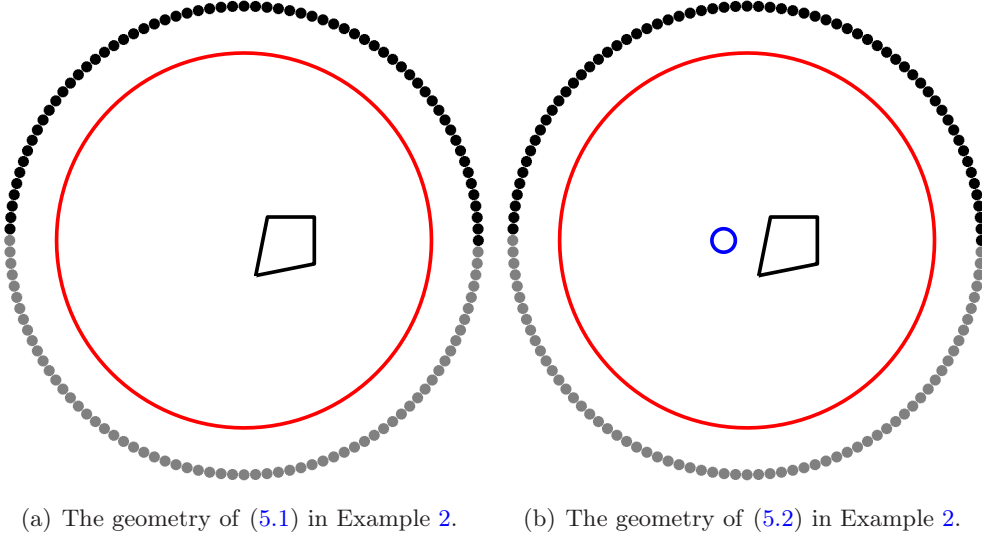 (a) The geometry of (5.1) in Example 2.
(b) The geometry of (5.2) in Example 2.